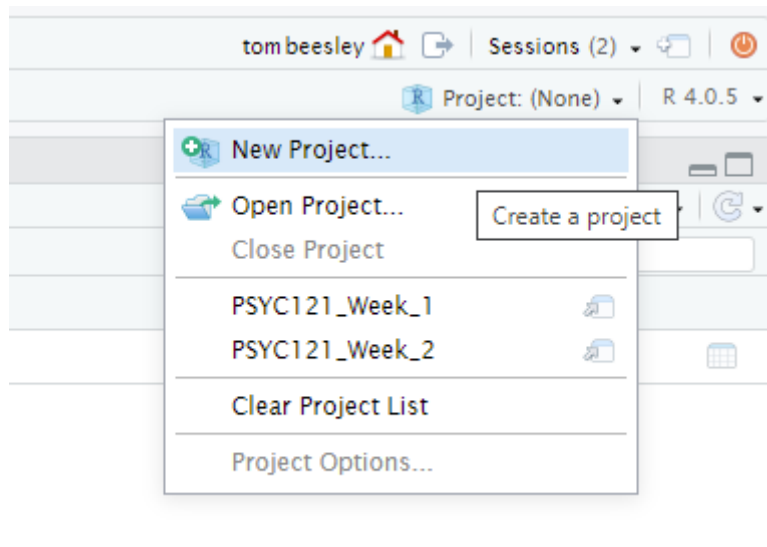 tom beesley Sessions (2)
Project: (None) R 4.0.5
R New Project...
Open Project...
Create a project
Close Project
PSYC121_Week_1
PSYC121_Week_2
Clear Project List
Project Options...